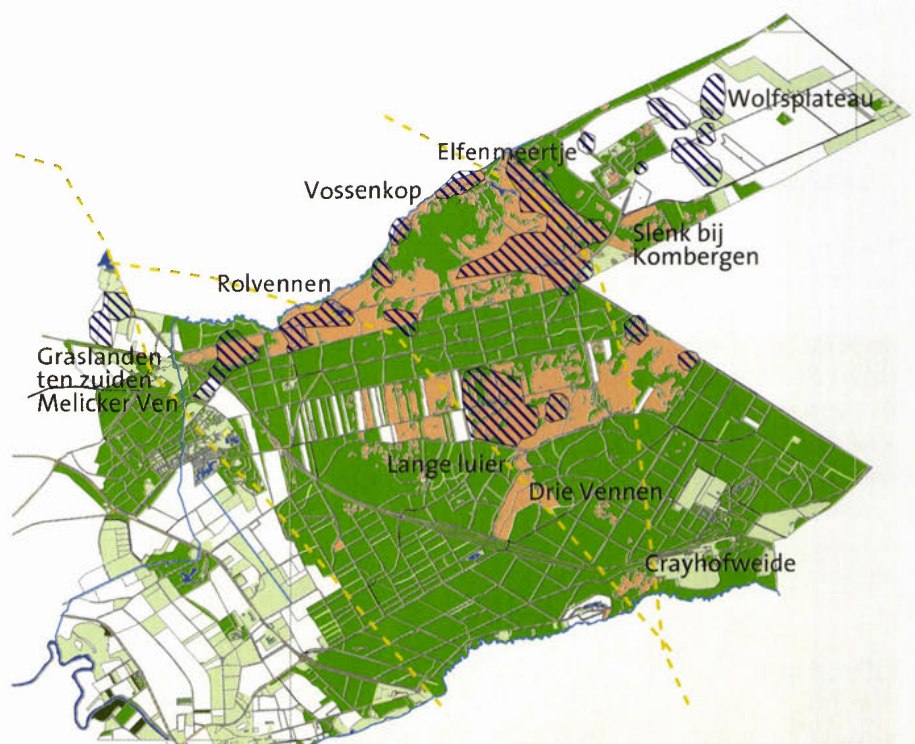 Wolfsplateau
Elfenmeertje
Vossenkop
Slenk bij
Kombergen
Rolvennen
Graslanden
ten zuiden
Melicker Ven
Lange luier
Drie Vennen
Crayhofweide